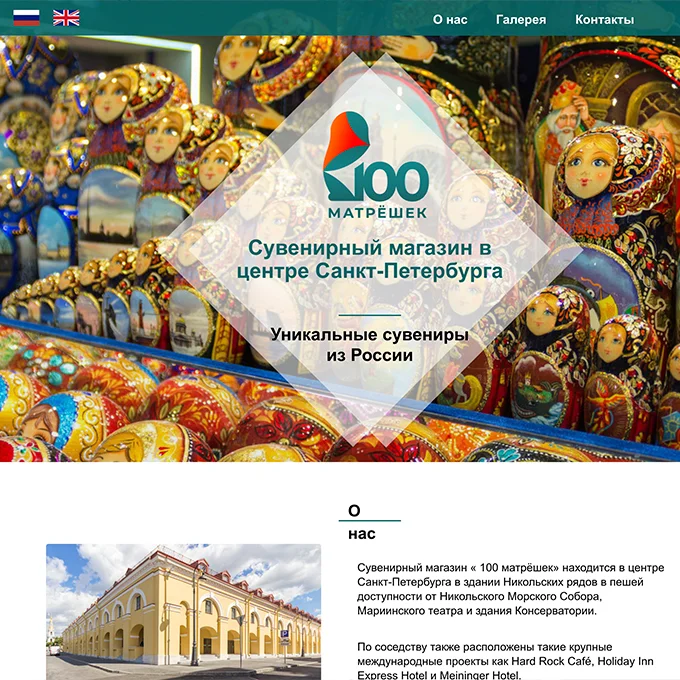 О нас Галерея Контакты
100
МАТРЁШЕК
Сувенирный магазин в
центре Санкт-Петербурга
Уникальные сувениры
из России
О
нас
Сувенирный магазин « 100 матрёшек» находится в центре
Санкт-Петербурга в здании Никольских рядов в пешей
доступности от Никольского Морского Собора,
Мариинского театра и здания Консерватории.
По соседству также расположены такие крупные
международные проекты как Hard Rock Café, Holiday Inn
Express Hotel и Meininger Hotel.